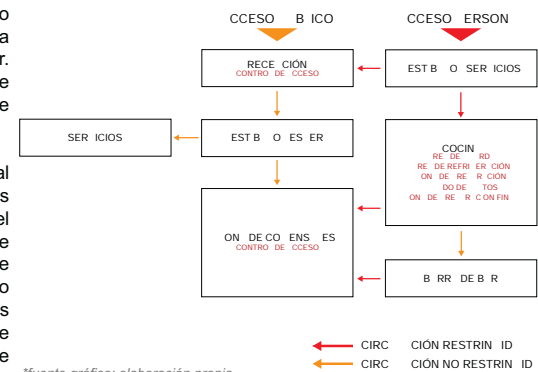 o
a
r.
e
e
al
s
el
e
e
o
s
e
e
*fuente gráfico: elaboración propia
CCESO B ICO
CCESO ERSON
RECE CIÓN
CONTRO DE CCESO
EST B O SER ICIOS
SER ICIOS
EST B O ES ER
COCIN
RE DE RD
RE DE REFRI ER CIÓN
ON DE RE R CIÓN
DO DE TOS
ON DE RE R C ON FIN
ON DE CO ENS ES
CONTRO DE CCESO
B RR DE B R
CIRC CIÓN RESTRIN ID
CIRC CIÓN NO RESTRIN ID